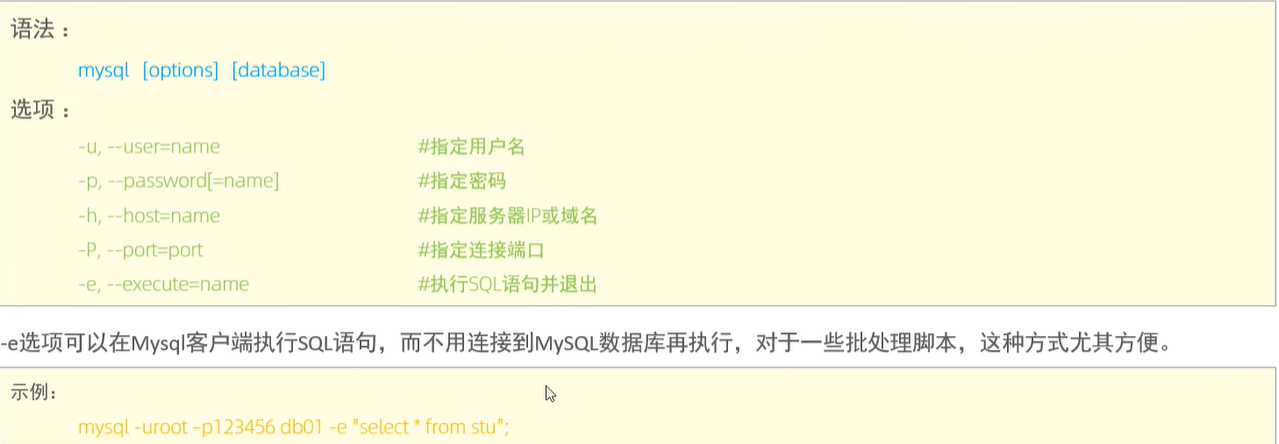 语法：
mysql [options] [database]
选项：
-u, --user=name #指定用户名
-p, --password[=name] #指定密码
-h, --host=name #指定服务器IP或域名
-P, --port=port #指定连接端口
-e, --execute=name #执行SQL语句并退出
-e选项可以在Mysql客户端执行SQL语句，而不用连接到MySQL数据库再执行，对于一些批处理脚本，这种方式尤其方便。
示例：
mysql -uroot –p123456 db01 -e "select * from stu";